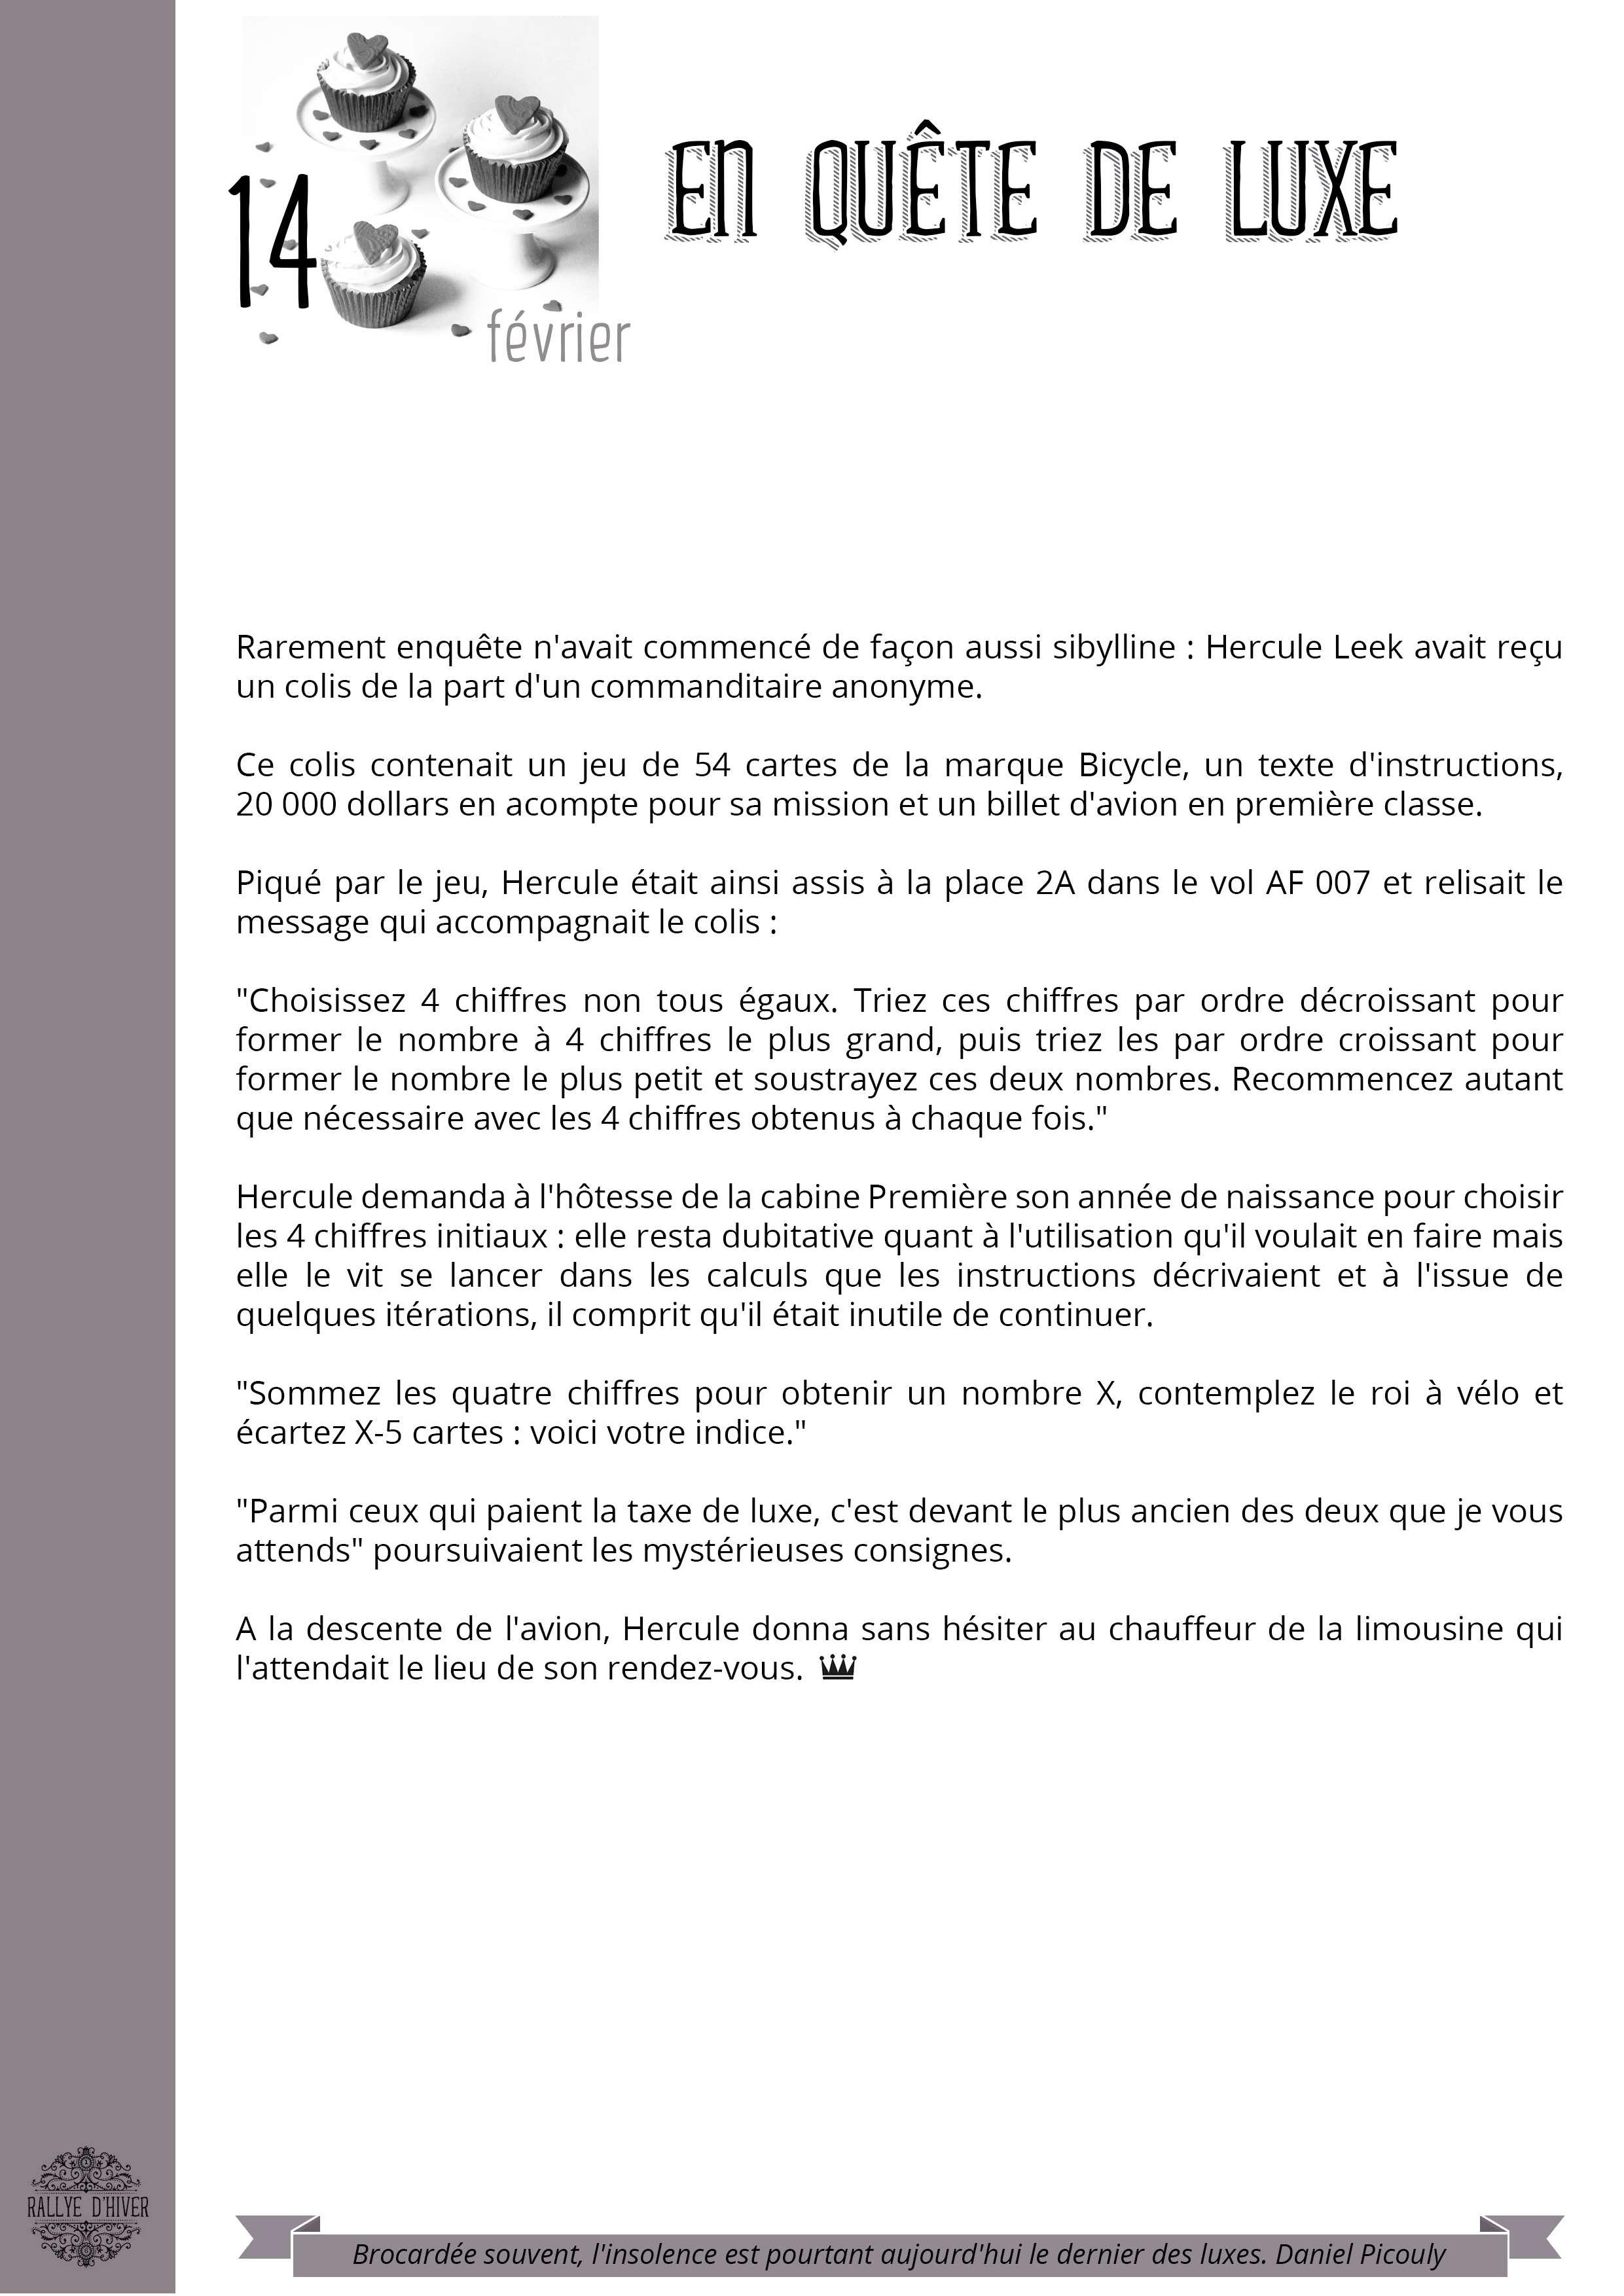 14
février
EN QUÊTE DE LUXE
Rarement enquête n'avait commencé de façon aussi sibylline : Hercule Leek avait reçu
un colis de la part d'un commanditaire anonyme.
Ce colis contenait un jeu de 54 cartes de la marque Bicycle, un texte d'instructions,
20 000 dollars en acompte pour sa mission et un billet d'avion en première classe.
Piqué par le jeu, Hercule était ainsi assis à la place 2A dans le vol AF 007 et relisait le
message qui accompagnait le colis :
"Choisissez 4 chiffres non tous égaux. Triez ces chiffres par ordre décroissant pour
former le nombre à 4 chiffres le plus grand, puis triez les par ordre croissant pour
former le nombre le plus petit et soustrayez ces deux nombres. Recommencez autant
que nécessaire avec les 4 chiffres obtenus à chaque fois."
Hercule demanda à l'hôtesse de la cabine Première son année de naissance pour choisir
les 4 chiffres initiaux : elle resta dubitative quant à l'utilisation qu'il voulait en faire mais
elle le vit se lancer dans les calculs que les instructions décrivaient et à l'issue de
quelques itérations, il comprit qu'il était inutile de continuer.
"Sommez les quatre chiffres pour obtenir un nombre X, contemplez le roi à vélo et
écartez X-5 cartes : voici votre indice."
"Parmi ceux qui paient la taxe de luxe, c'est devant le plus ancien des deux que je vous
attends" poursuivaient les mystérieuses consignes.
A la descente de l'avion, Hercule donna sans hésiter au chauffeur de la limousine qui
l'attendait le lieu de son rendez-vous.
RALLYE D'HIVER
Brocardée souvent, l'insolence est pourtant aujourd'hui le dernier des luxes. Daniel Picouly